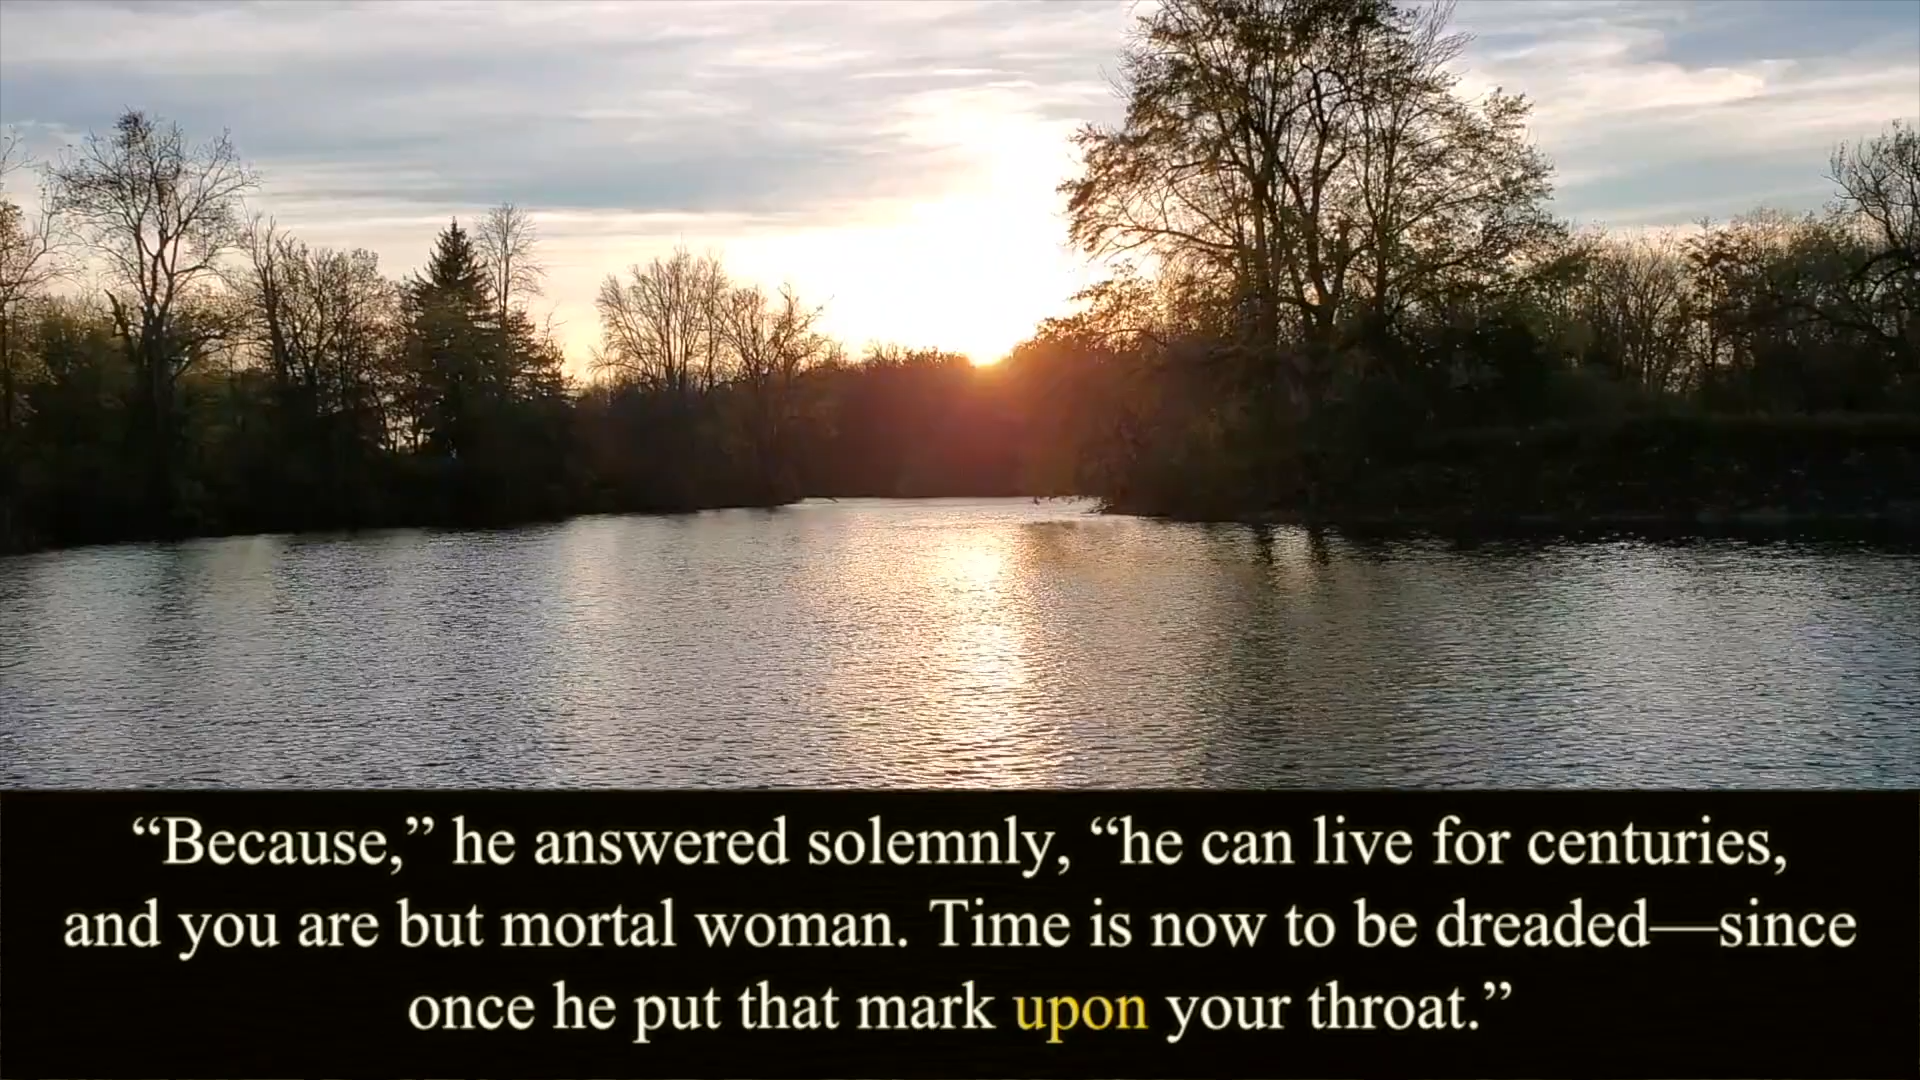 “Because,” he answered solemnly, “he can live for centuries,
and you are but mortal woman. Time is now to be dreaded—since
once he put that mark upon your throat.”